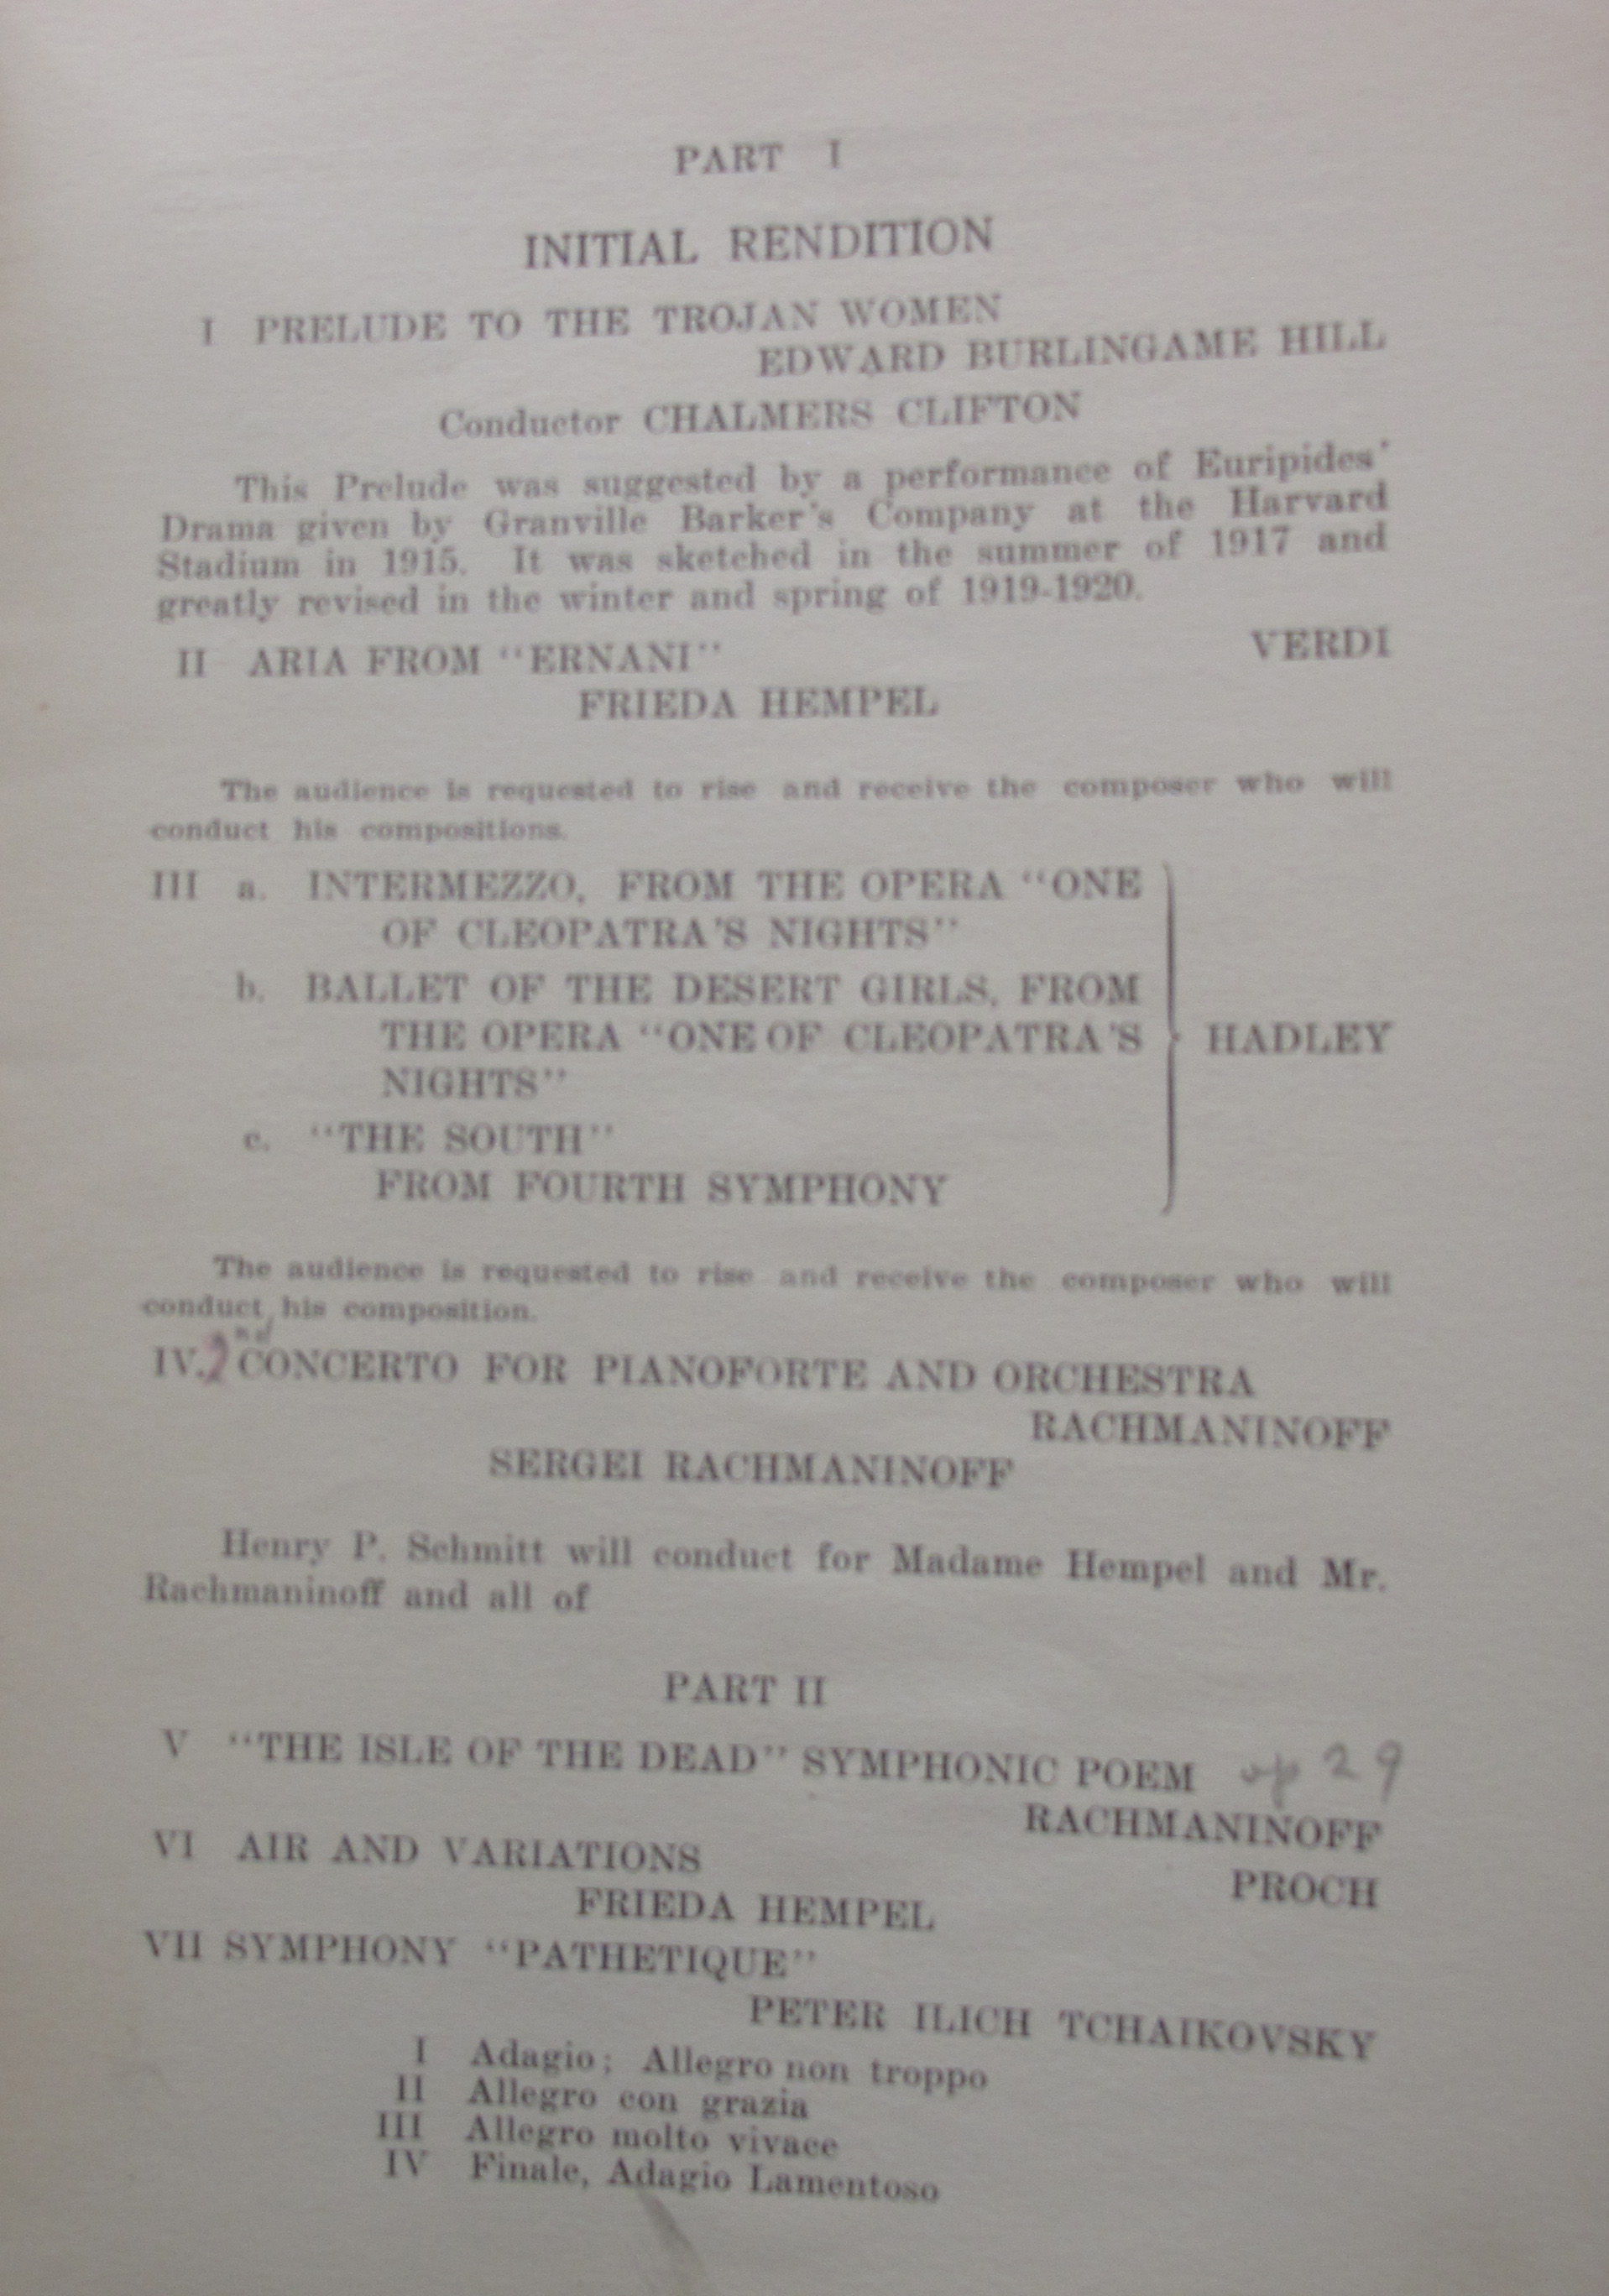 PART I
INITIAL RENDITION
I PRELUDE TO THE TROJAN WOMEN
EDWARD BURLINGAME HILL
Conductor CHALMERS CLIFTON
This Prelude was suggested by a performance of Euripides'
Drama given by Granville Barker's Company at the Harvard
Stadium in 1915. It was sketched in the summer of 1917 and
greatly revised in the winter and spring of 1919-1920.
II ARIA FROM "ERNANI" VERDI
FRIEDA HEMPEL
The audience is requested to rise and receive the composer who will
conduct his compositions.
III a. INTERMEZZO, FROM THE OPERA "ONE
OF CLEOPATRA'S NIGHTS"
b. BALLET OF THE DESERT GIRLS, FROM
THE OPERA "ONE OF CLEOPATRA'S HADLEY
NIGHTS"
c. "THE SOUTH"
FROM FOURTH SYMPHONY
The audience is requested to rise and receive the composer who will
conduct his composition.
IV. 2nd CONCERTO FOR PIANOFORTE AND ORCHESTRA
RACHMANINOFF
SERGEI RACHMANINOFF
Henry P. Schmitt will conduct for Madame Hempel and Mr.
Rachmaninoff and all of
PART II
V "THE ISLE OF THE DEAD" SYMPHONIC POEM op 29
RACHMANINOFF
VI AIR AND VARIATIONS PROCH
FRIEDA HEMPEL
VII SYMPHONY "PATHETIQUE"
PETER ILICH TCHAIKOVSKY
I Adagio; Allegro non troppo
II Allegro con grazia
III Allegro molto vivace
IV Finale, Adagio Lamentoso